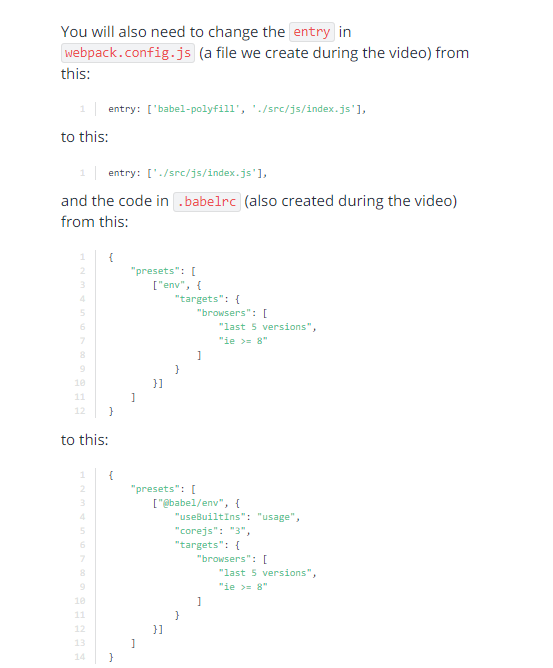 You will also need to change the entry in
webpack.config.js (a file we create during the video) from
this:
1 entry: ['babel-polyfill', './src/js/index.js'],
to this:
1 entry: ['./src/js/index.js'],
and the code in .babelrc (also created during the video)
from this:
1 {
2     "presets": [
3         ["env", {
4             "targets": {
5                 "browsers": [
6                     "last 5 versions",
7                     "ie >= 8"
8                 ]
9             }
10         }]
11     ]
12 }
to this:
1 {
2     "presets": [
3         ["@babel/env", {
4             "useBuiltIns": "usage",
5             "corejs": "3",
6             "targets": {
7                 "browsers": [
8                     "last 5 versions",
9                     "ie >= 8"
10                 ]
11             }
12         }]
13     ]
14 }